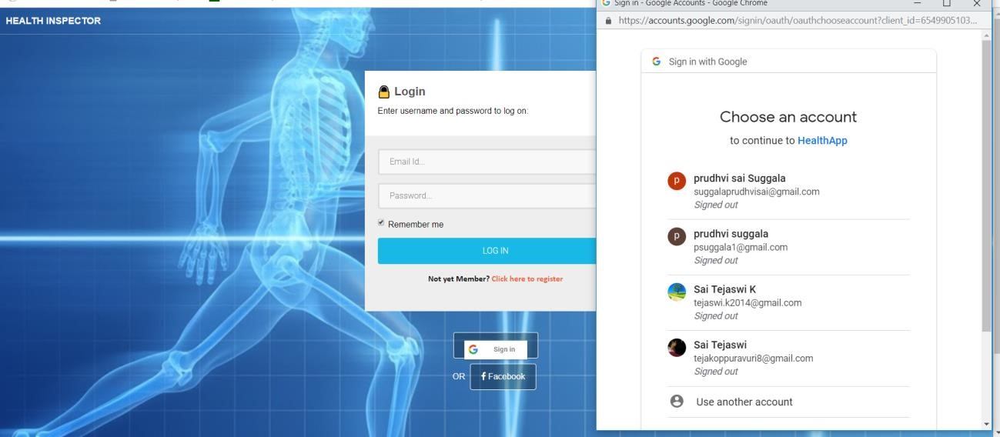 HEALTH INSPECTOR
Login
Enter username and password to log on:
Email Id...
Password...
Remember me
LOG IN
Not yet Member? Click here to register
Sign in
OR
Facebook
Sign in - Google Accounts - Google Chrome
https://accounts.google.com/signin/oauth/oauthchooseaccount?client_id=6549905103...
Sign in with Google
Choose an account
to continue to HealthApp
p
prudhvi sai Suggala
suggalaprudhvisai@gmail.com
Signed out
p
prudhvi suggala
psuggala1@gmail.com
Signed out
Sai Tejaswi K
tejaswi.k2014@gmail.com
Signed out
Sai Tejaswi
tejakoppuravuri8@gmail.com
Signed out
Use another account